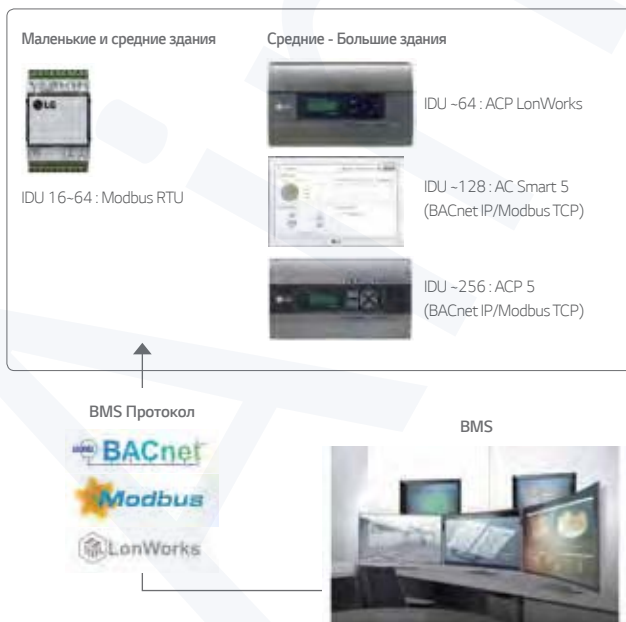 Маленькие и средние здания
Средние - Большие здания
LG
IDU 16~64 : Modbus RTU
IDU ~64 : ACP LonWorks
IDU ~128 : AC Smart 5
(BACnet IP/Modbus TCP)
LG
IDU ~256 : ACP 5
(BACnet IP/Modbus TCP)
BMS Протокол
BACnet
Modbus
LonWorks
BMS